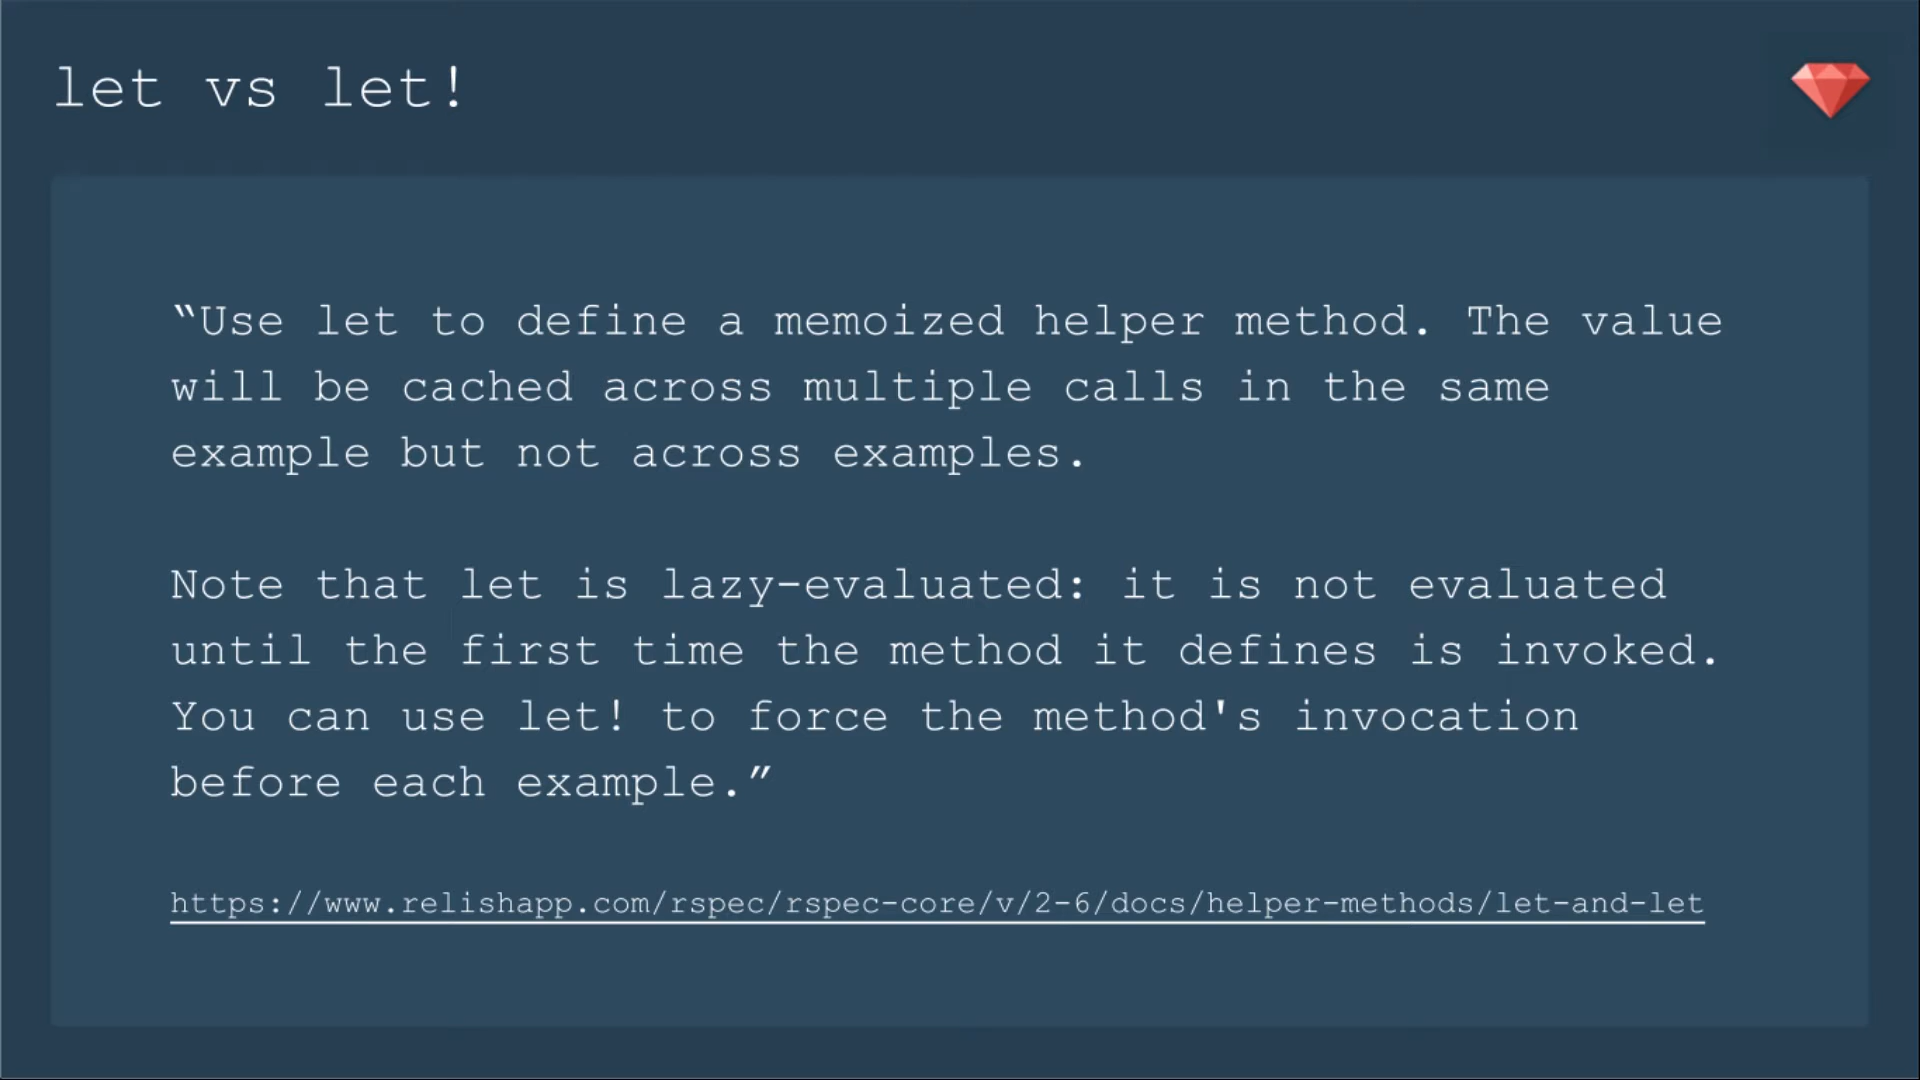 let vs let!
“Use let to define a memoized helper method. The value
will be cached across multiple calls in the same
example but not across examples.
Note that let is lazy-evaluated: it is not evaluated
until the first time the method it defines is invoked.
You can use let! to force the method's invocation
before each example.”
https://www.relishapp.com/rspec/rspec-core/v/2-6/docs/helper-methods/let-and-let